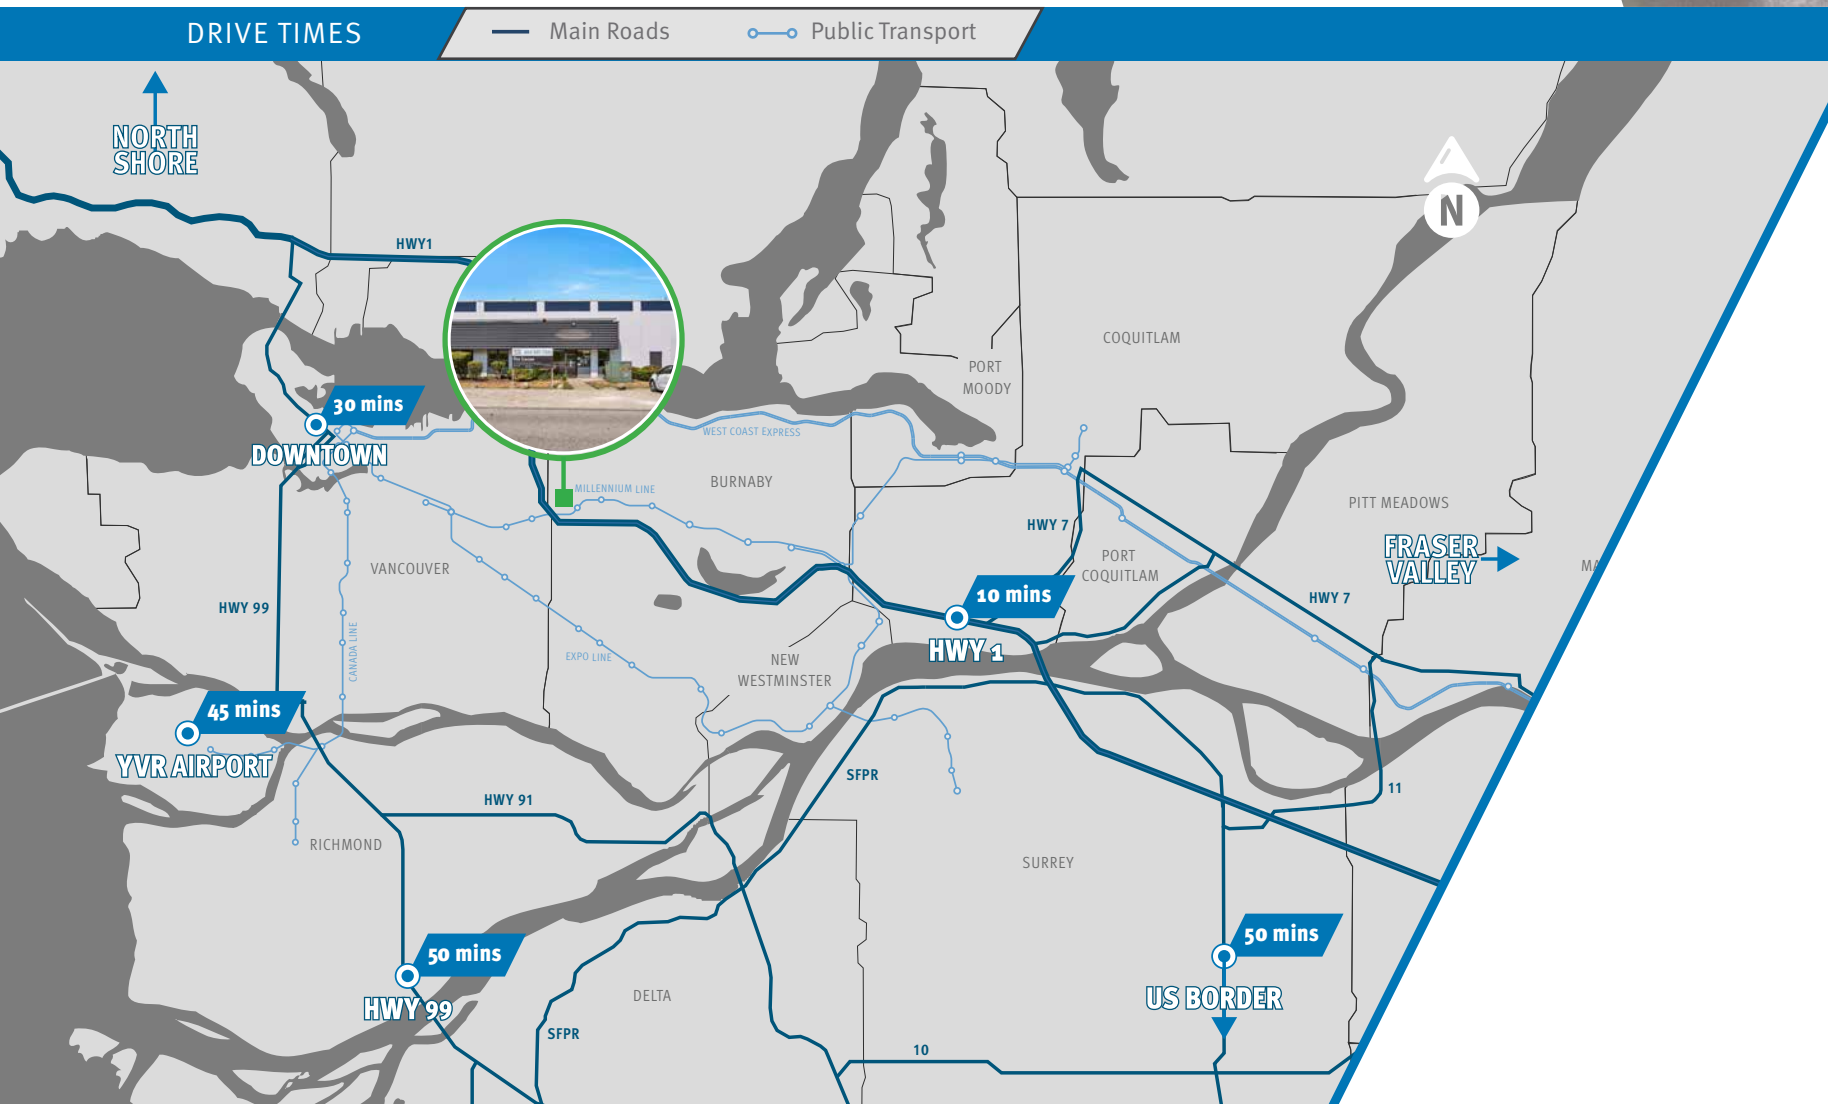 DRIVE TIMES
Main Roads
Public Transport
NORTH
SHORE
HWY1
N
COQUITLAM
PORT
MOODY
30 mins
DOWNTOWN
WEST COAST EXPRESS
BURNABY
MILLENNIUM LINE
PITT MEADOWS
HWY 7
FRASER
VALLEY
MA
PORT
COQUITLAM
VANCOUVER
10 mins
HWY 7
HWY 99
CANADA LINE
EXPO LINE
HWY 1
NEW
WESTMINSTER
45 mins
YVR AIRPORT
SFPR
11
HWY 91
RICHMOND
SURREY
50 mins
50 mins
HWY 99
DELTA
US BORDER
SFPR
10